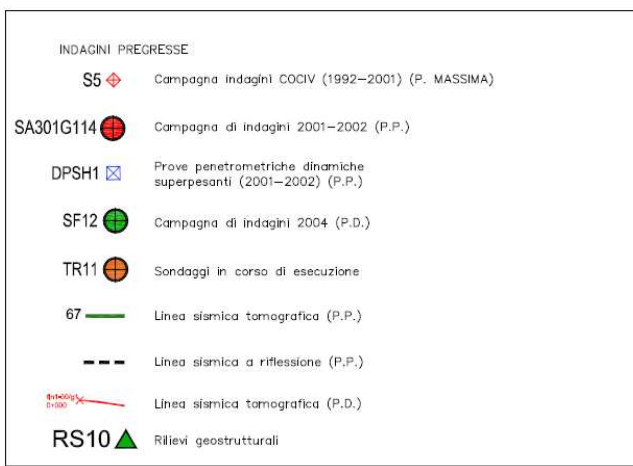 INDAGINI PREGRESSE
S5 Campagna indagini COCIV (1992–2001) (P. MASSIMA)
SA301G114 Campagna di indagini 2001–2002 (P.P.)
DPSH1 Prove penetrometriche dinamiche
superpesanti (2001–2002) (P.P.)
SF12 Campagna di indagini 2004 (P.D.)
TR11 Sondaggi in corso di esecuzione
67 Linea sismica tomografica (P.P.)
Linea sismica a riflessione (P.P.)
Linea sismica tomografica (P.D.)
RS10 Rilievi geostrutturali